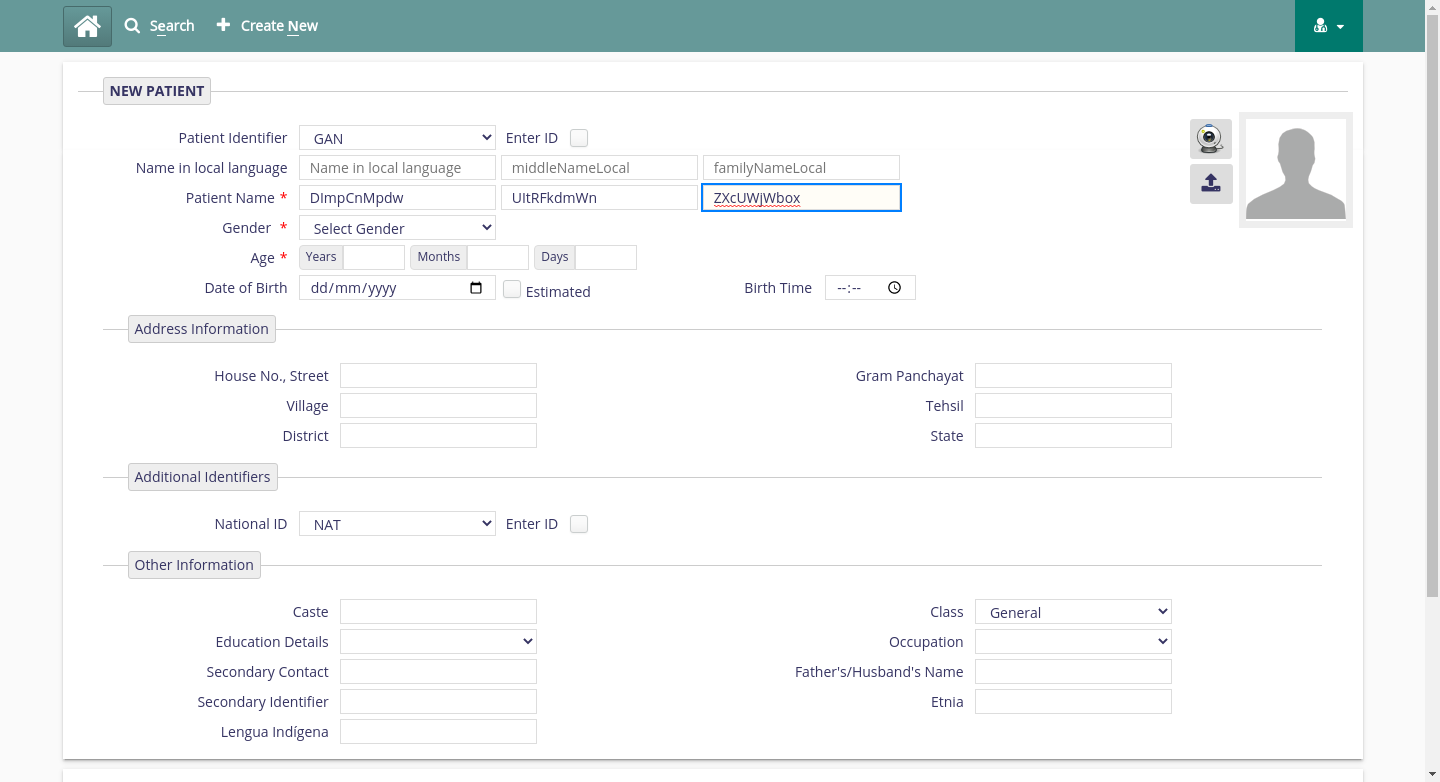 Search Create New
NEW PATIENT
Patient Identifier GAN Enter ID
Name in local language Name in local language middleNameLocal familyNameLocal
Patient Name * DImpCnMpdw UItRFkdmWn ZXcUWjWbox
Gender * Select Gender
Age * Years Months Days
Date of Birth dd/mm/yyyy Estimated Birth Time --:--
Address Information
House No., Street Gram Panchayat
Village Tehsil
District State
Additional Identifiers
National ID NAT Enter ID
Other Information
Caste Class General
Education Details Occupation
Secondary Contact Father's/Husband's Name
Secondary Identifier Etnia
Lengua Indígena